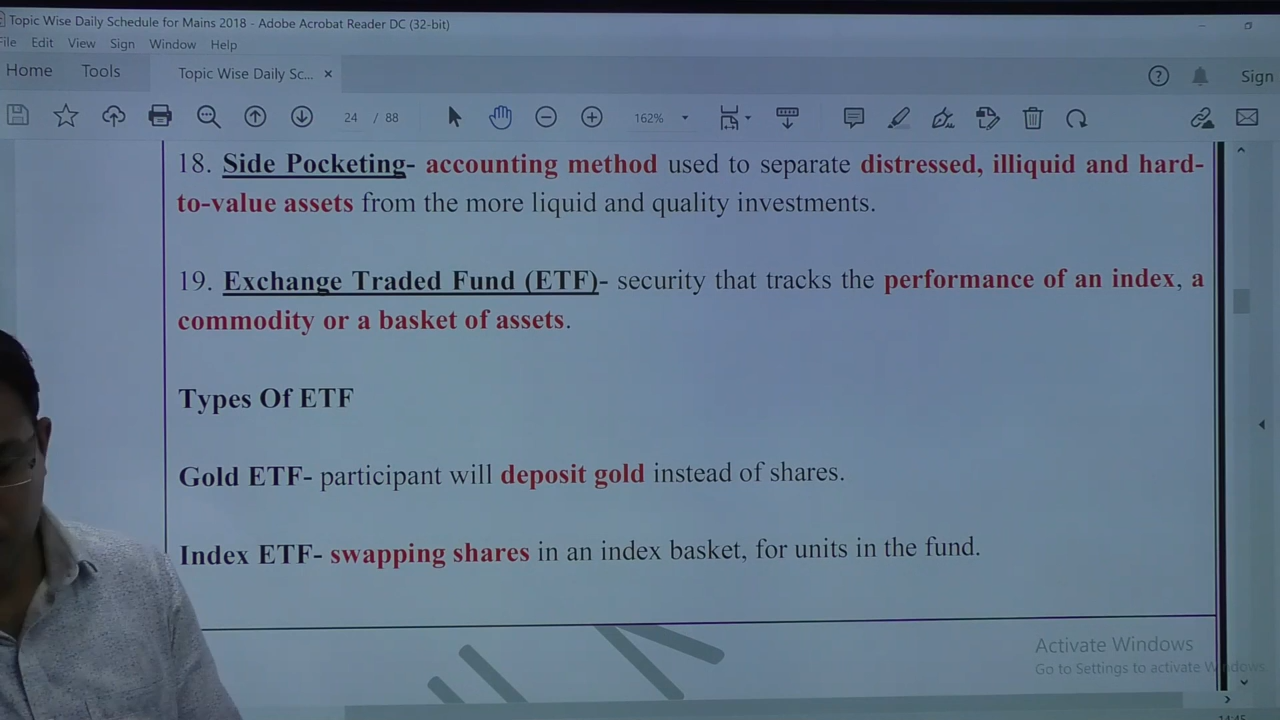 Topic Wise Daily Schedule for Mains 2018 - Adobe Acrobat Reader DC (32-bit)
File Edit View Sign Window Help
Home Tools Topic Wise Daily Sc... × Sign
24 / 88 162%
18. Side Pocketing- accounting method used to separate distressed, illiquid and hard-
to-value assets from the more liquid and quality investments.
19. Exchange Traded Fund (ETF)- security that tracks the performance of an index, a
commodity or a basket of assets.
Types Of ETF
Gold ETF- participant will deposit gold instead of shares.
Index ETF- swapping shares in an index basket, for units in the fund.
Activate Windows
Go to Settings to activate Windows.